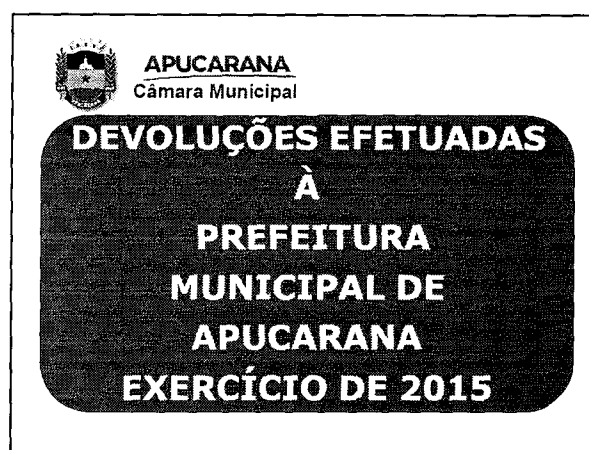 APUCARANA
Câmara Municipal
DEVOLUÇÕES EFETUADAS
À
PREFEITURA
MUNICIPAL DE
APUCARANA
EXERCÍCIO DE 2015